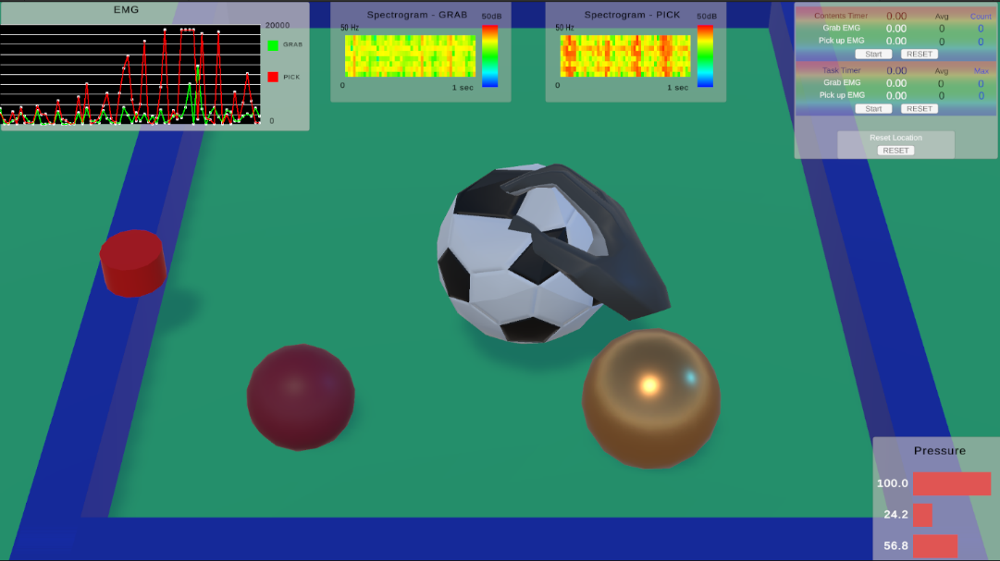 EMG
20000
GRAB
PICK
0
Spectrogram - GRAB
50dB
50 Hz
0
1 sec
Spectrogram - PICK
50dB
50 Hz
0
1 sec
Contents Timer 0.00 Avg Count
Grab EMG 0.00 0 0
Pick up EMG 0.00 0 0
Start RESET
Task Timer 0.00 Avg Max
Grab EMG 0.00 0 0
Pick up EMG 0.00 0 0
Start RESET
Reset Location
RESET
Pressure
100.0
24.2
56.8